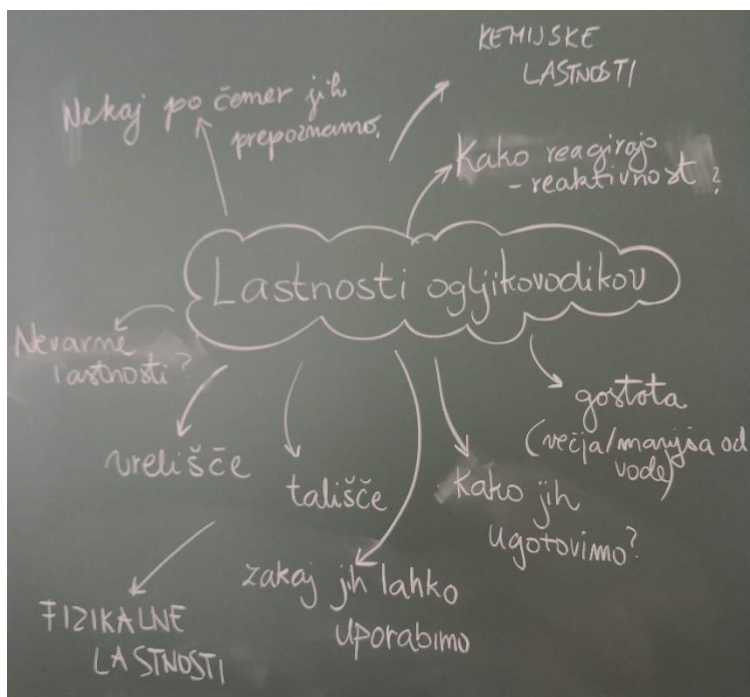 KEMIJSKE
LASTNOSTI
Nekaj po čemer jih
prepoznamo.
Kako reagirajo
- reaktivnost?
Lastnosti ogljikovodikov
Nevarne
lastnosti?
vrelišče
tališče
gostota
(večja/manjša od
vode)
Kako jih
ugotovimo?
zakaj jih lahko
uporabimo
FIZIKALNE
LASTNOSTI